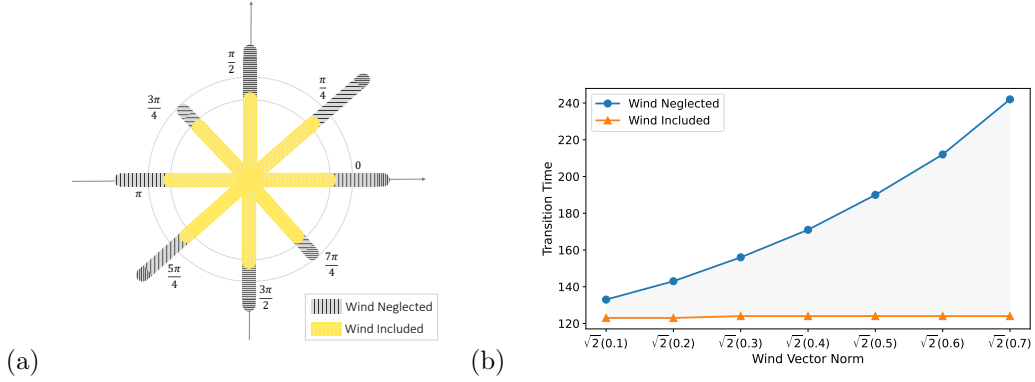 π/2
π/4
3π/4
0
π
5π/4
7π/4
3π/2
Wind Neglected
Wind Included
(a)
Wind Neglected
Wind Included
240
220
200
180
160
140
120
Transition Time
√2(0.1) √2(0.2) √2(0.3) √2(0.4) √2(0.5) √2(0.6) √2(0.7)
Wind Vector Norm
(b)